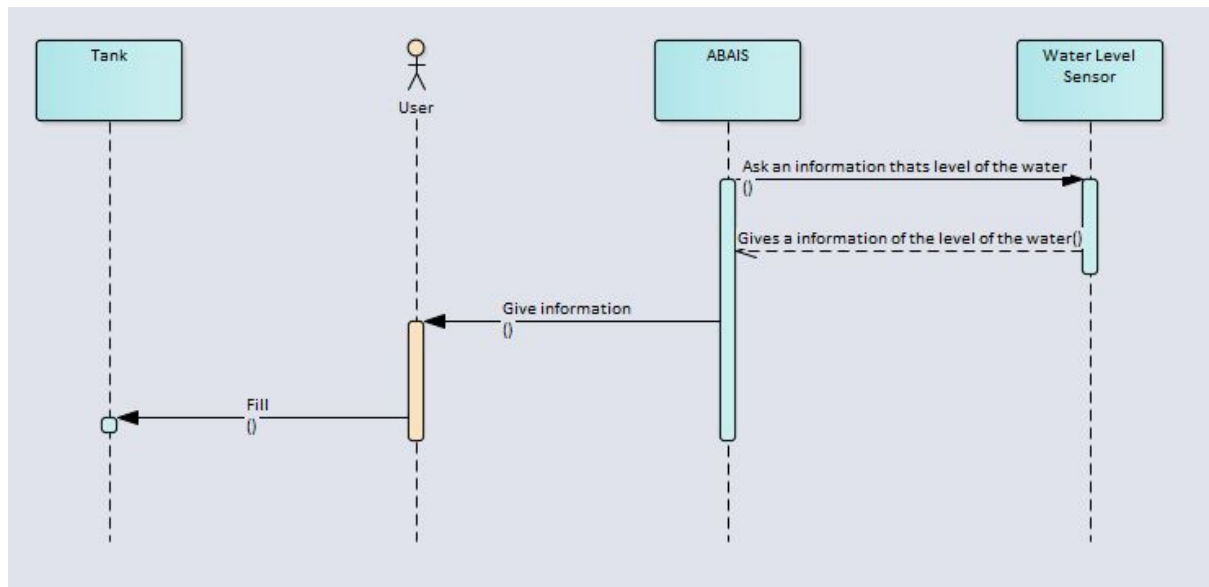 Tank
User
ABAIS
Water Level
Sensor
Ask an information thats level of the water
()
Gives a information of the level of the water()
Give information
()
Fill
()